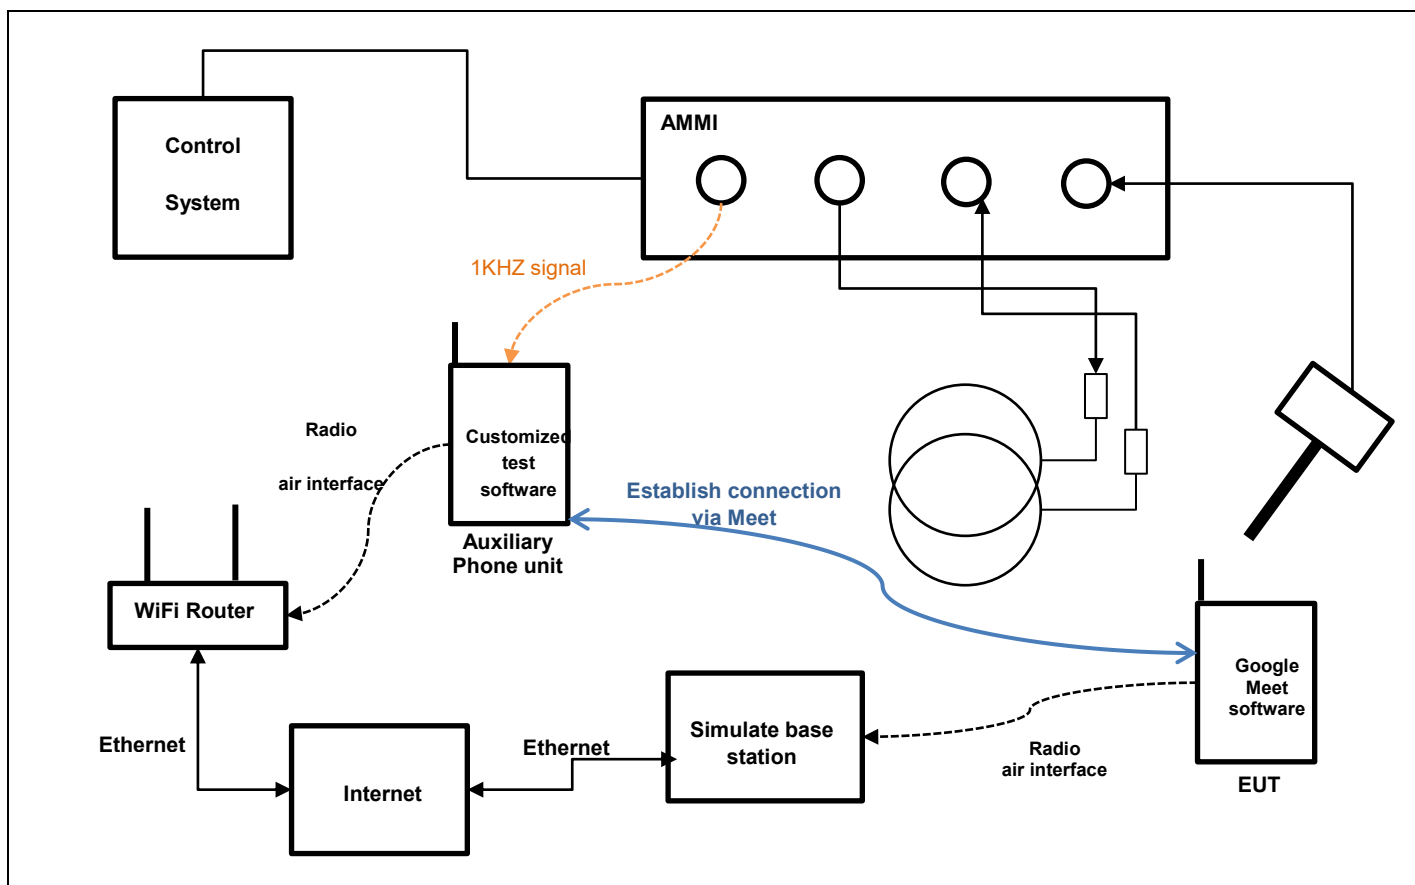 AMMI
Control
System
1KHZ signal
Radio
air interface
Customized
test
software
Establish connection
via Meet
Auxiliary
Phone unit
WiFi Router
Google
Meet
software
Simulate base
station
Ethernet
Ethernet
Radio
air interface
Internet
EUT